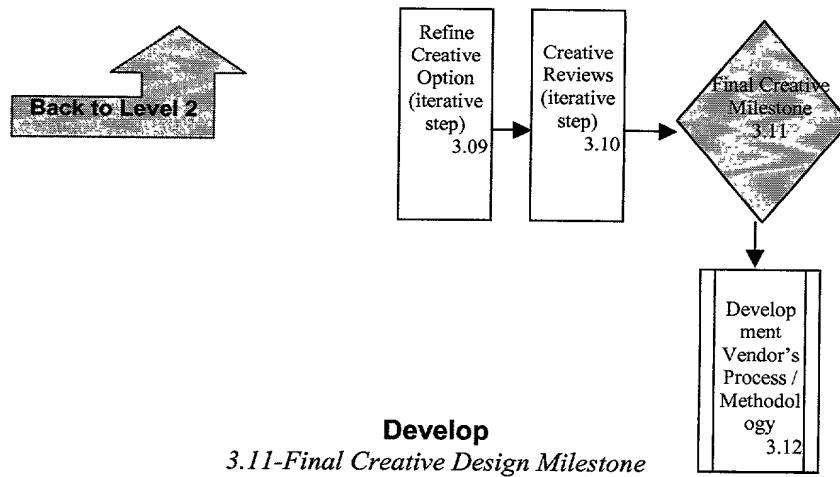 Back to Level 2
Refine
Creative
Option
(iterative
step)
3.09
Creative
Reviews
(iterative
step)
3.10
Final Creative
Milestone
3.11
Develop
ment
Vendor's
Process /
Methodol
ogy
3.12
Develop
3.11-Final Creative Design Milestone